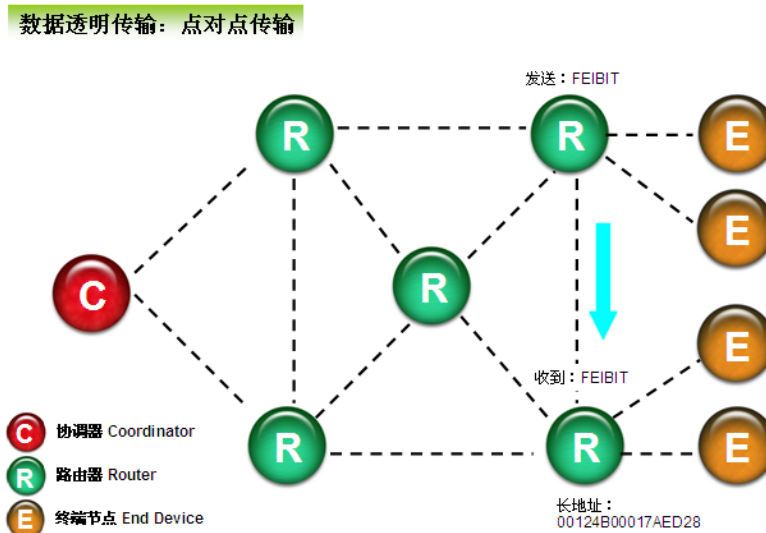 数据透明传输：点对点传输
发送：FEIBIT
R
R
E
E
C
R
E
收到：FEIBIT
R
R
E
C 协调器 Coordinator
R 路由器 Router
E 终端节点 End Device
长地址：
00124B00017AED28